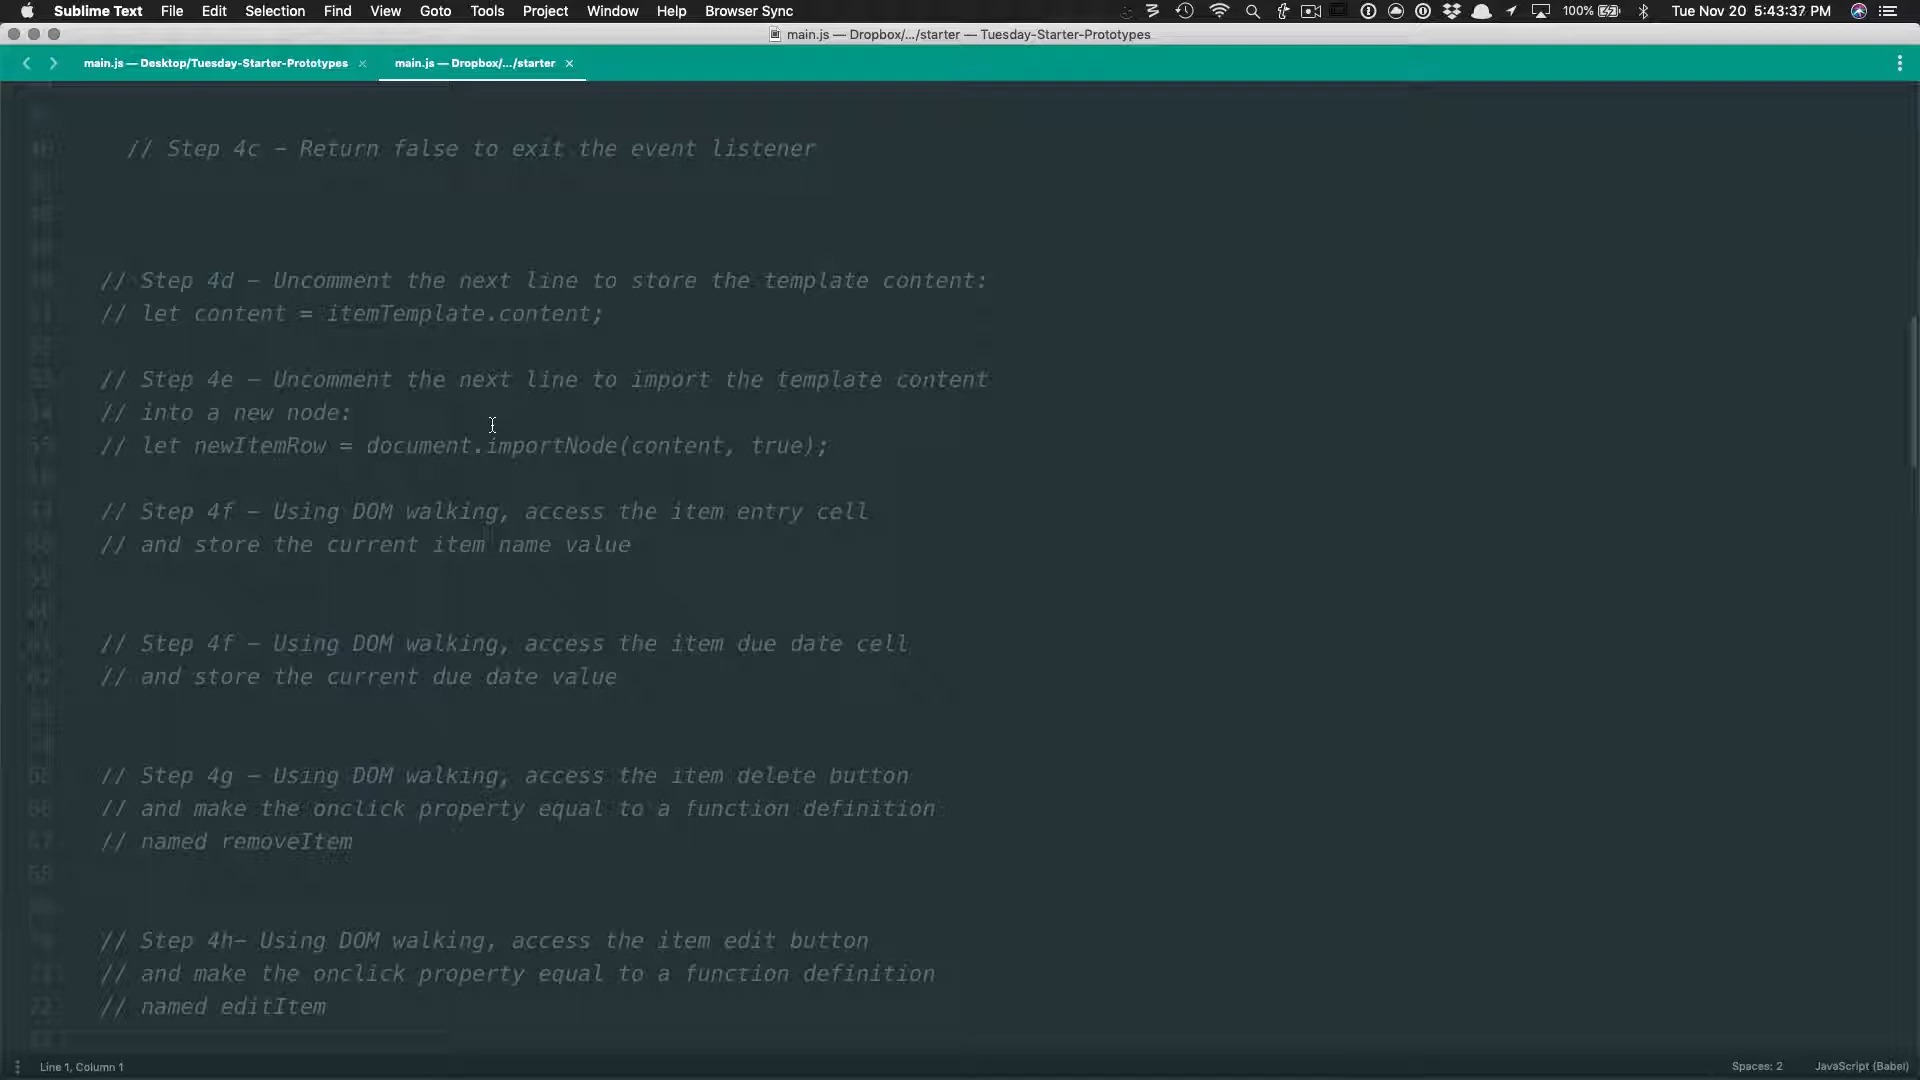 Sublime Text File Edit Selection Find View Goto Tools Project Window Help Browser Sync 100% Tue Nov 20 5:43:37 PM
main.js — Dropbox/.../starter — Tuesday-Starter-Prototypes
main.js — Desktop/Tuesday-Starter-Prototypes × main.js — Dropbox/.../starter ×
// Step 4c – Return false to exit the event listener
// Step 4d – Uncomment the next line to store the template content:
// let content = itemTemplate.content;
// Step 4e – Uncomment the next line to import the template content
// into a new node:
// let newItemRow = document.importNode(content, true);
// Step 4f – Using DOM walking, access the item entry cell
// and store the current item name value
// Step 4f – Using DOM walking, access the item due date cell
// and store the current due date value
// Step 4g – Using DOM walking, access the item delete button
// and make the onclick property equal to a function definition
// named removeItem
// Step 4h– Using DOM walking, access the item edit button
// and make the onclick property equal to a function definition
72 // named editItem
Line 1, Column 1 Spaces: 2 JavaScript (Babel)